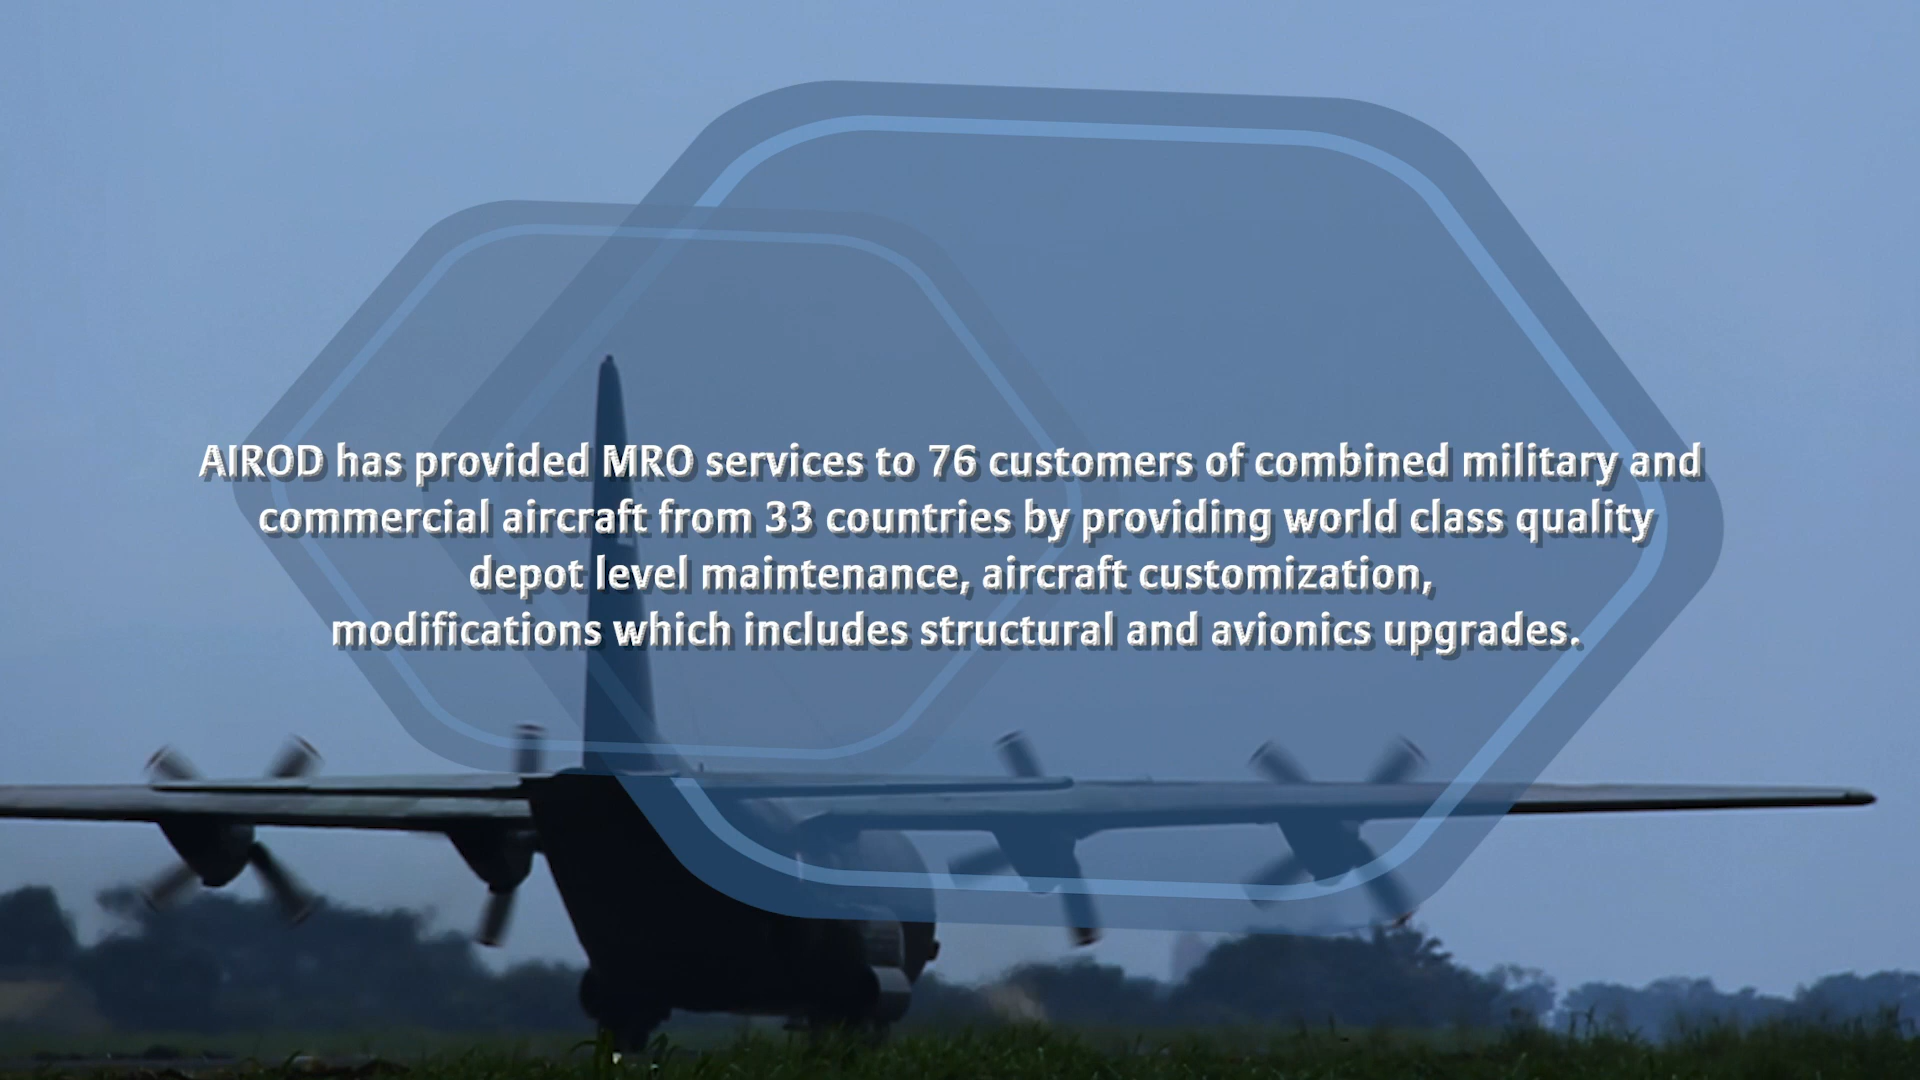 AIROD has provided MRO services to 76 customers of combined military and
commercial aircraft from 33 countries by providing world class quality
depot level maintenance, aircraft customization,
modifications which includes structural and avionics upgrades.